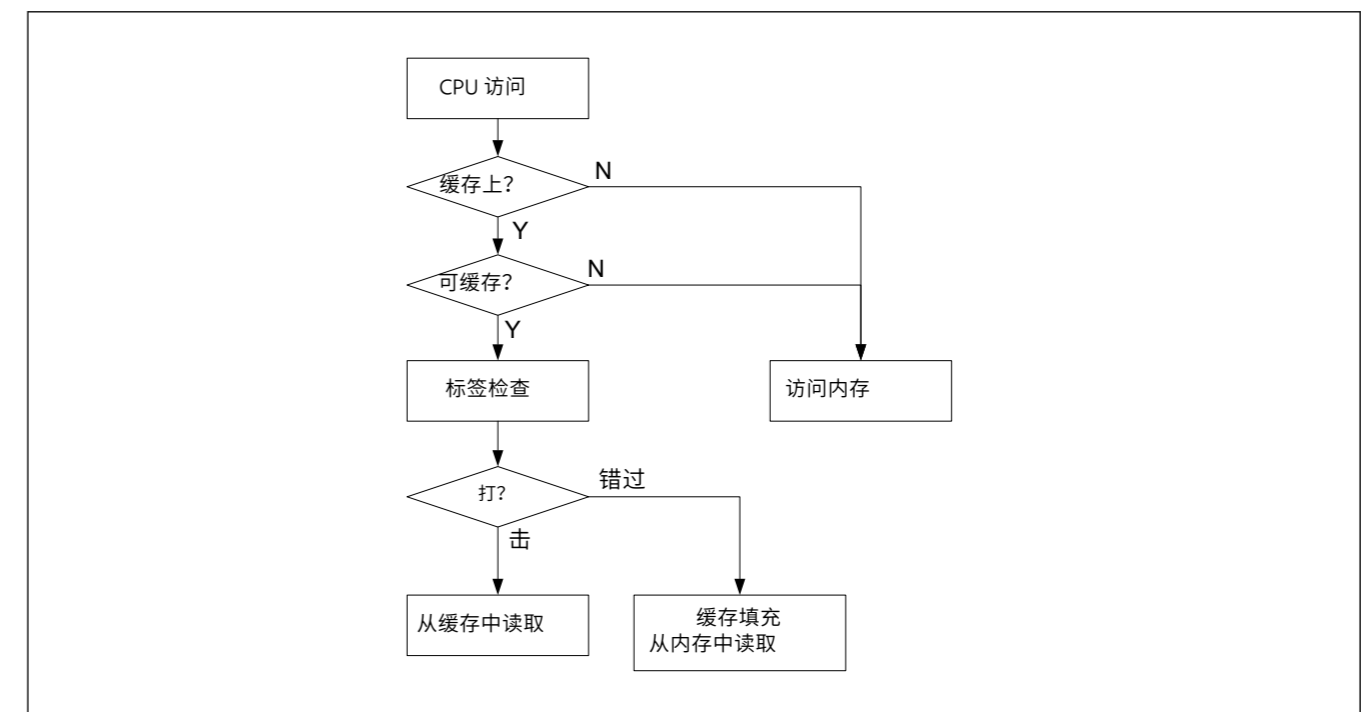 CPU 访问
缓存上?
N
Y
可缓存?
N
Y
标签检查
访问内存
打?
错过
击
从缓存中读取
缓存填充
从内存中读取